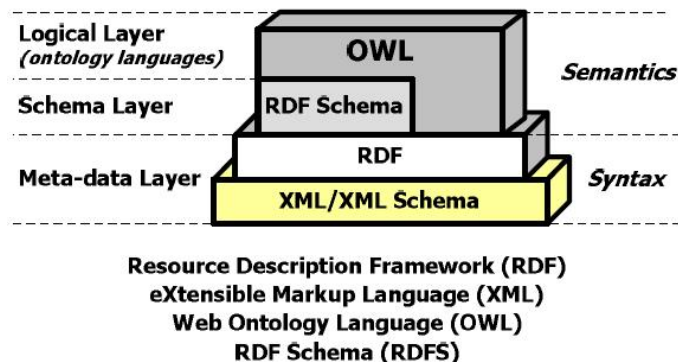 Logical Layer
(ontology languages)
OWL
Semantics
Schema Layer
RDF Schema
Meta-data Layer
RDF
Syntax
XML/XML Schema
Resource Description Framework (RDF)
eXtensible Markup Language (XML)
Web Ontology Language (OWL)
RDF Schema (RDFS)